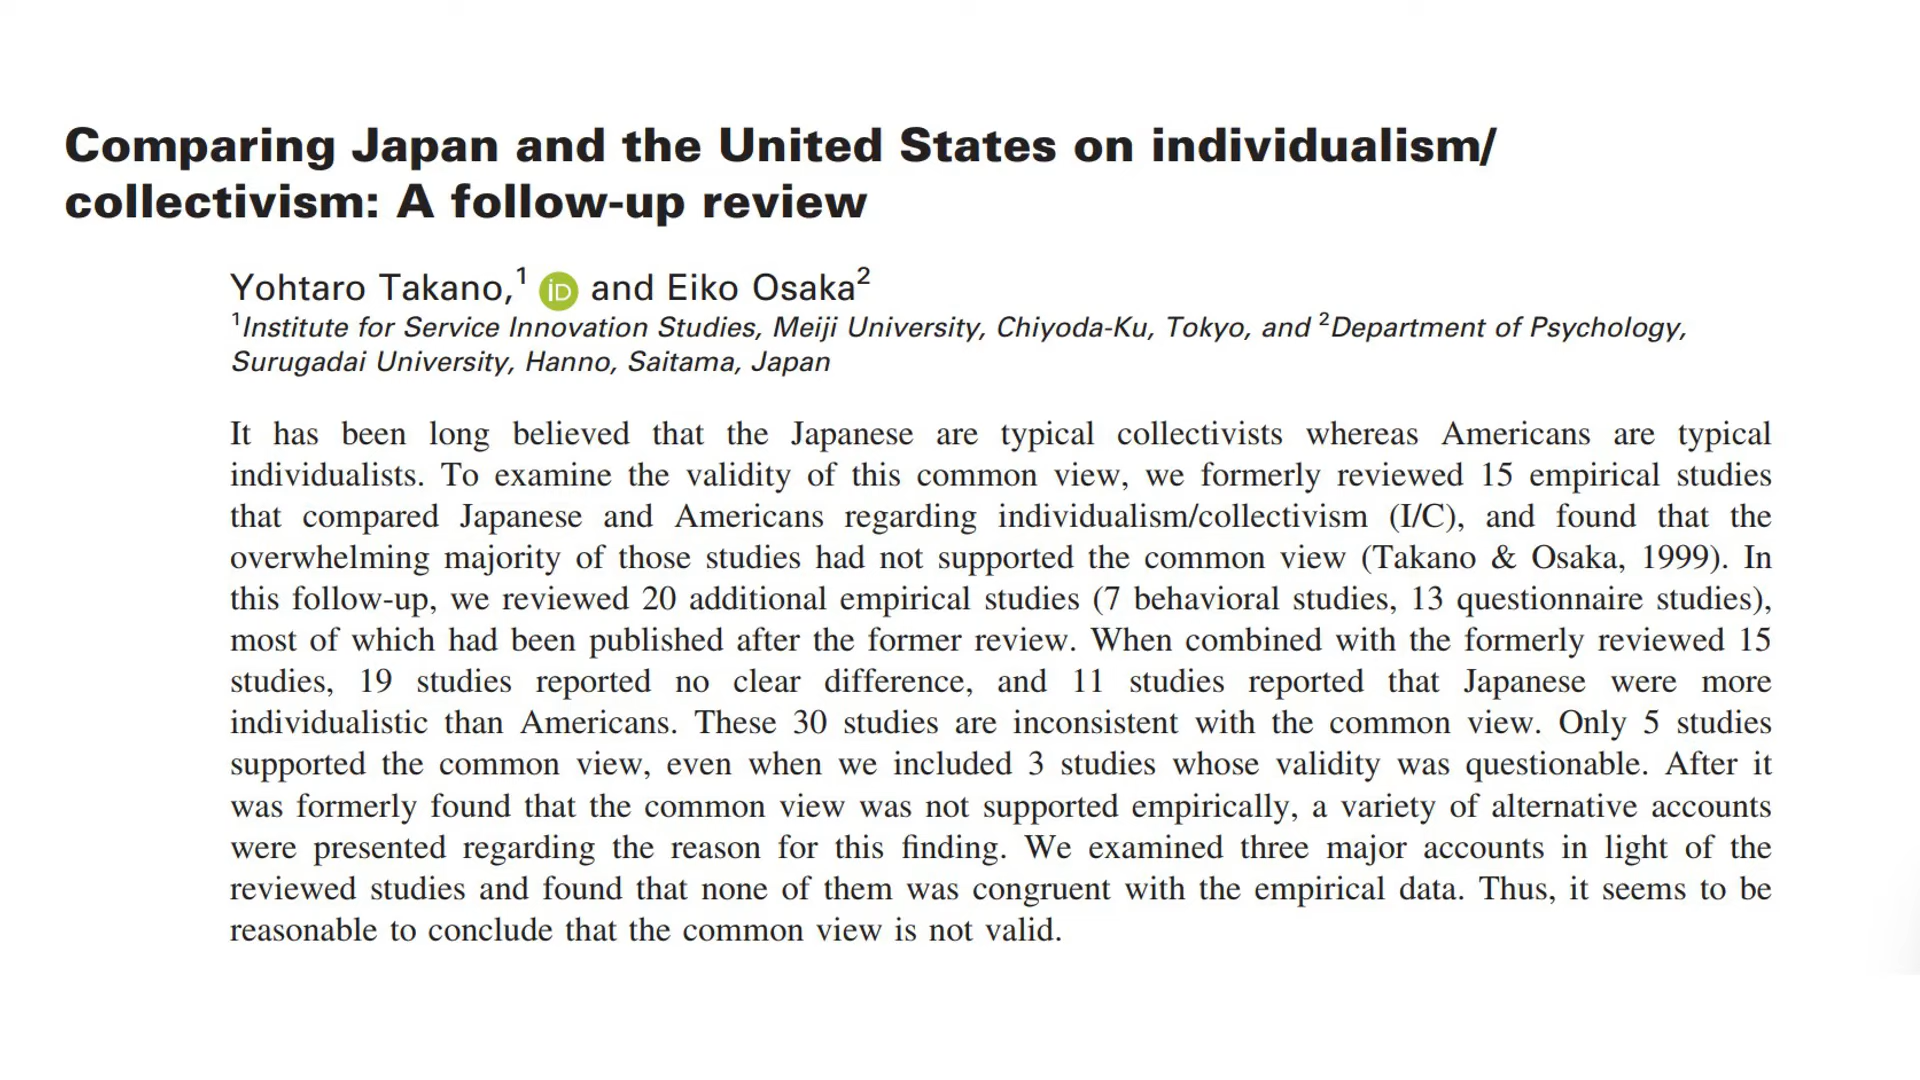 Comparing Japan and the United States on individualism/
collectivism: A follow-up review
Yohtaro Takano,1 iD and Eiko Osaka2
1Institute for Service Innovation Studies, Meiji University, Chiyoda-Ku, Tokyo, and 2Department of Psychology,
Surugadai University, Hanno, Saitama, Japan
It has been long believed that the Japanese are typical collectivists whereas Americans are typical
individualists. To examine the validity of this common view, we formerly reviewed 15 empirical studies
that compared Japanese and Americans regarding individualism/collectivism (I/C), and found that the
overwhelming majority of those studies had not supported the common view (Takano & Osaka, 1999). In
this follow-up, we reviewed 20 additional empirical studies (7 behavioral studies, 13 questionnaire studies),
most of which had been published after the former review. When combined with the formerly reviewed 15
studies, 19 studies reported no clear difference, and 11 studies reported that Japanese were more
individualistic than Americans. These 30 studies are inconsistent with the common view. Only 5 studies
supported the common view, even when we included 3 studies whose validity was questionable. After it
was formerly found that the common view was not supported empirically, a variety of alternative accounts
were presented regarding the reason for this finding. We examined three major accounts in light of the
reviewed studies and found that none of them was congruent with the empirical data. Thus, it seems to be
reasonable to conclude that the common view is not valid.